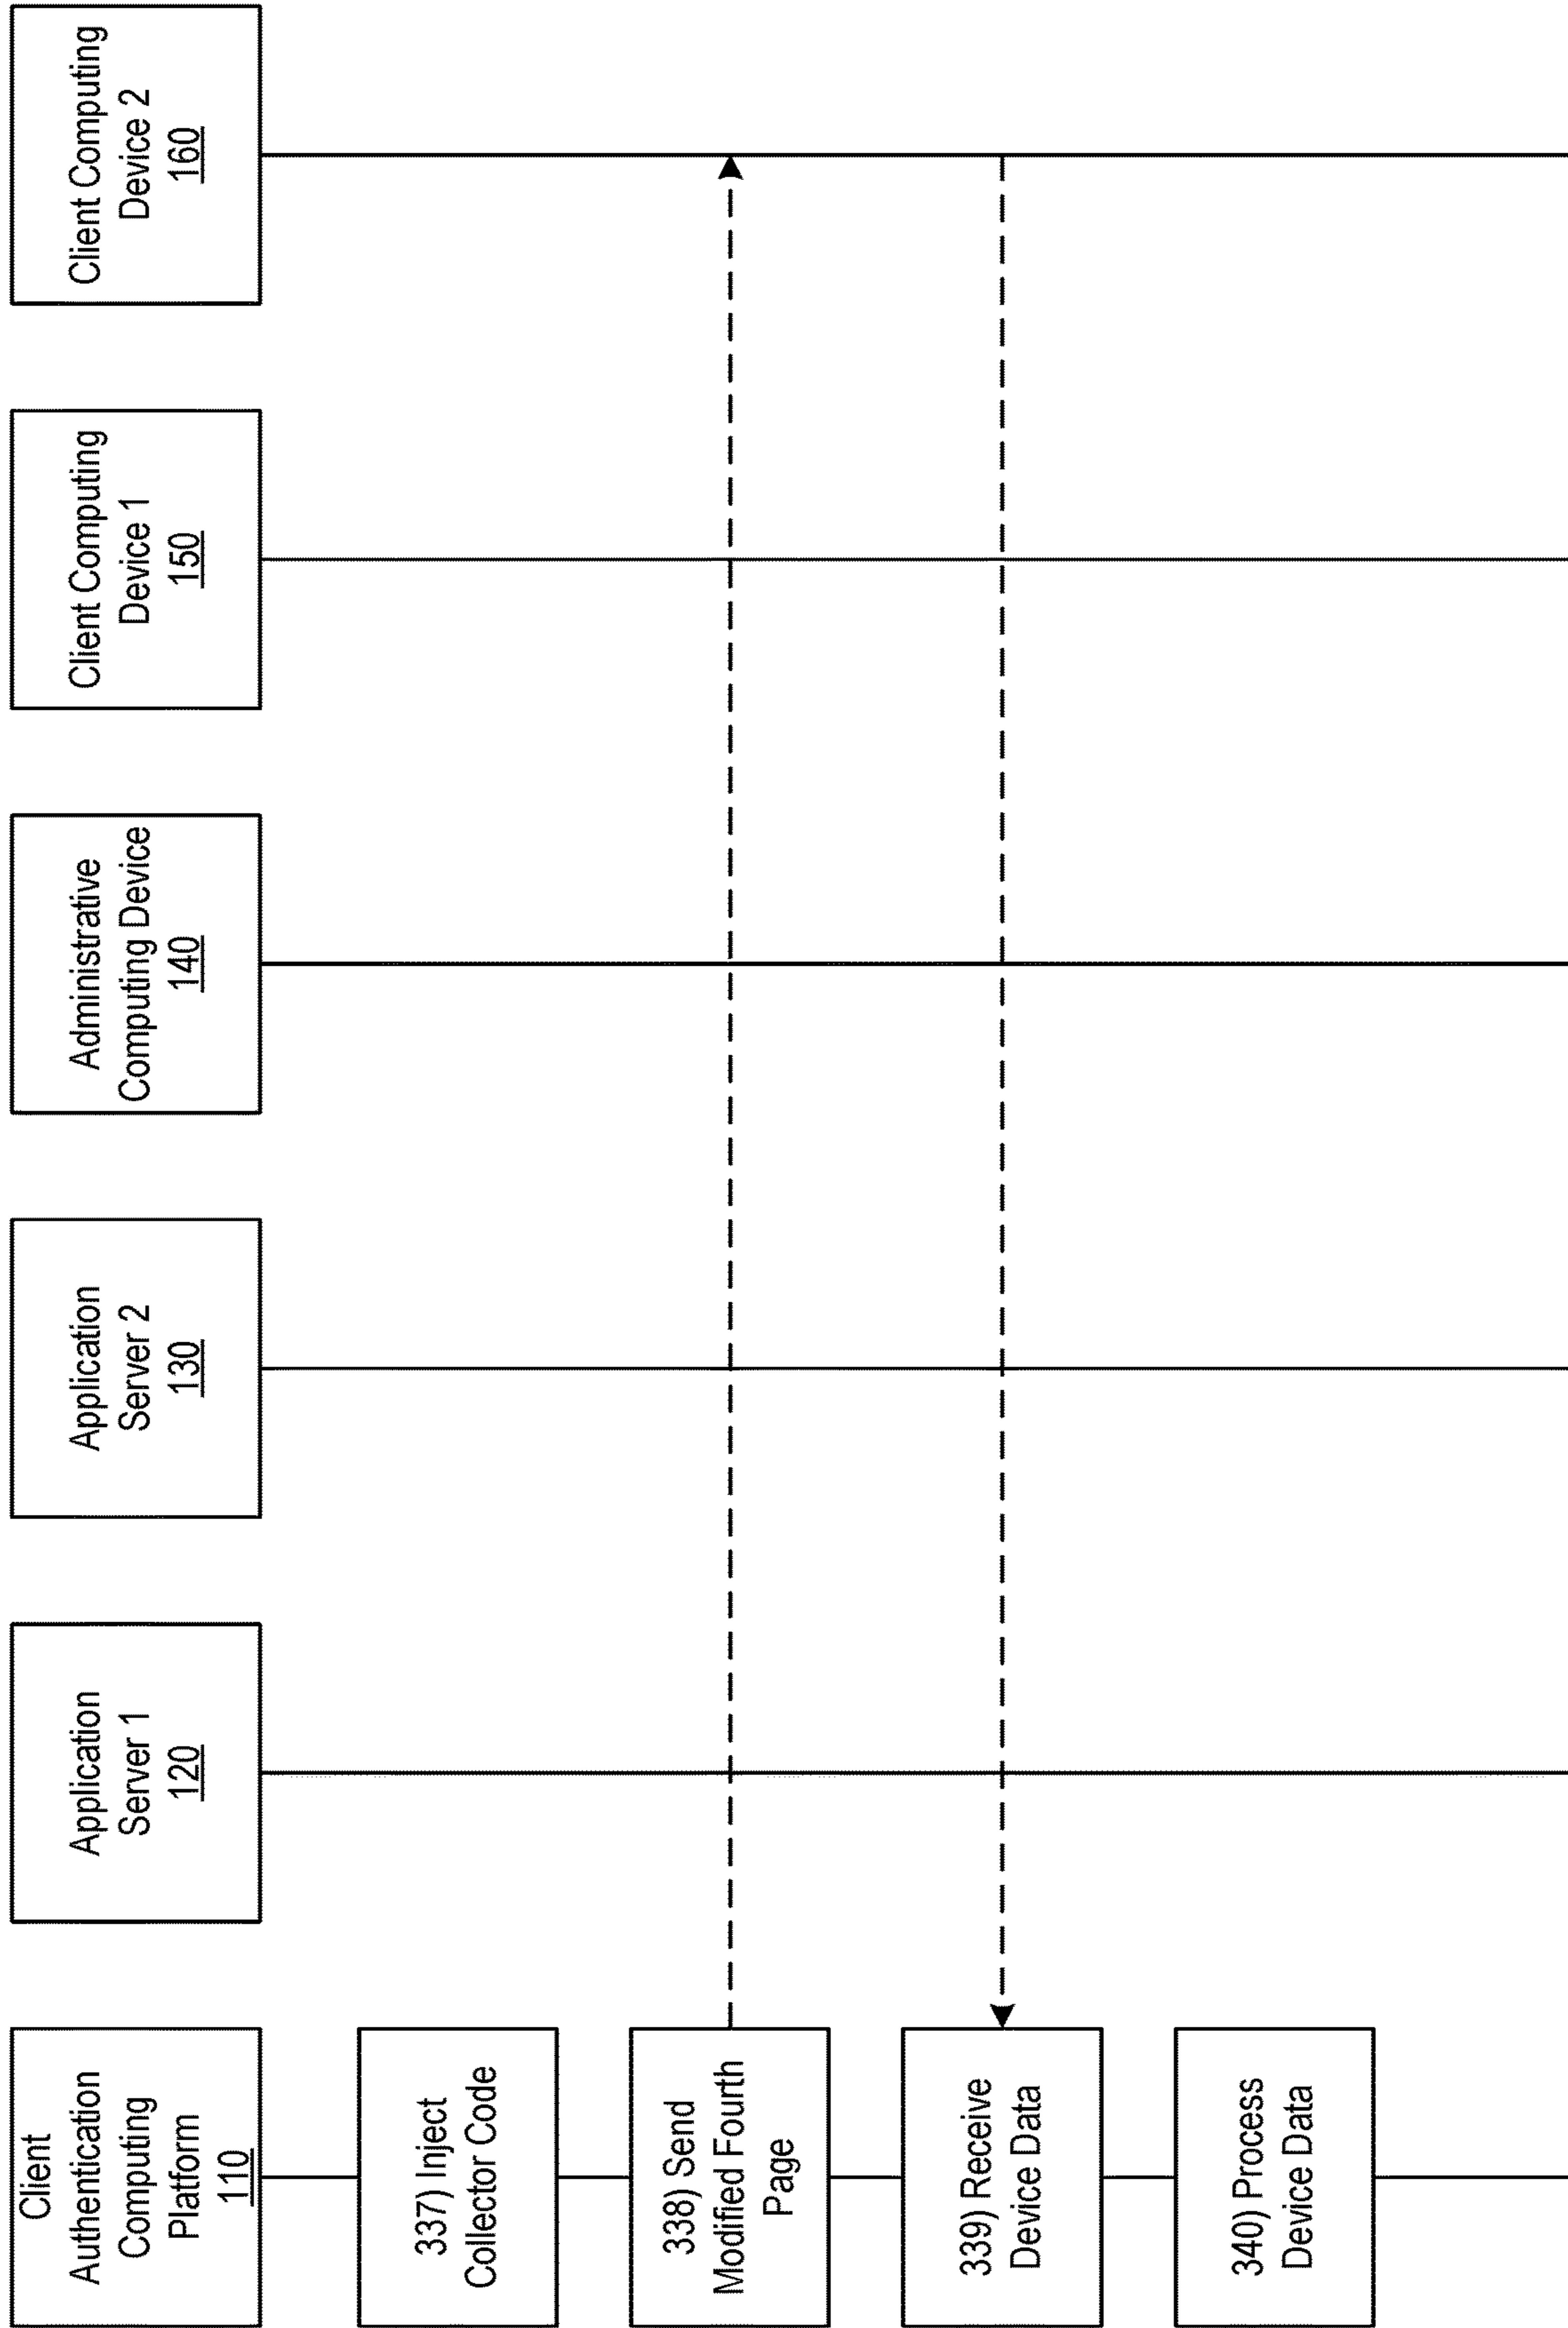 Client
Authentication
Computing
Platform
110
Application
Server 1
120
Application
Server 2
130
Administrative
Computing Device
140
Client Computing
Device 1
150
Client Computing
Device 2
160
337) Inject
Collector Code
338) Send
Modified Fourth
Page
339) Receive
Device Data
340) Process
Device Data